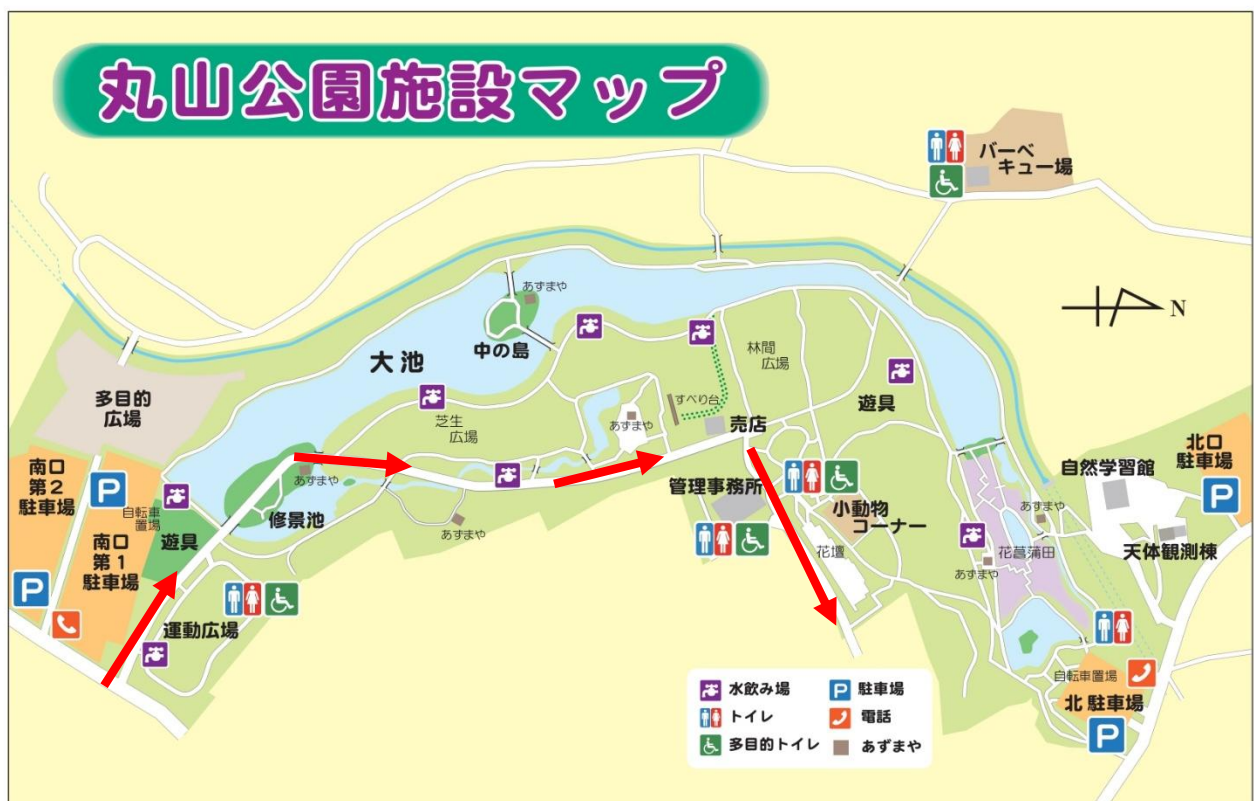 丸山公園施設マップ
バーベ
キュー場
N
あずまや
中の島
大池
林間
広場
多目的
広場
芝生
広場
すべり台
あずまや
売店
遊具
南口
第2
駐車場
P
自転車
置場
遊具
南口
第1
駐車場
P
修景池
あずまや
あずまや
管理事務所
小動物
コーナー
花壇
自然学習館
北口
駐車場
P
あずまや
花菖蒲田
あずまや
天体観測棟
運動広場
自転車置場
北駐車場
P
水飲み場
P 駐車場
トイレ
電話
多目的トイレ
あずまや